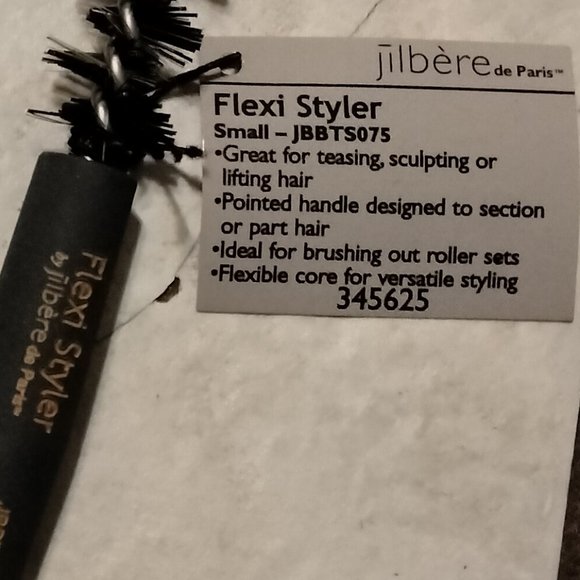 jīlbère de Paris™
Flexi Styler
Small – JBBTS075
•Great for teasing, sculpting or
lifting hair
•Pointed handle designed to section
or part hair
•Ideal for brushing out roller sets
•Flexible core for versatile styling
345625
Flexi Styler
by jilbère de Paris™